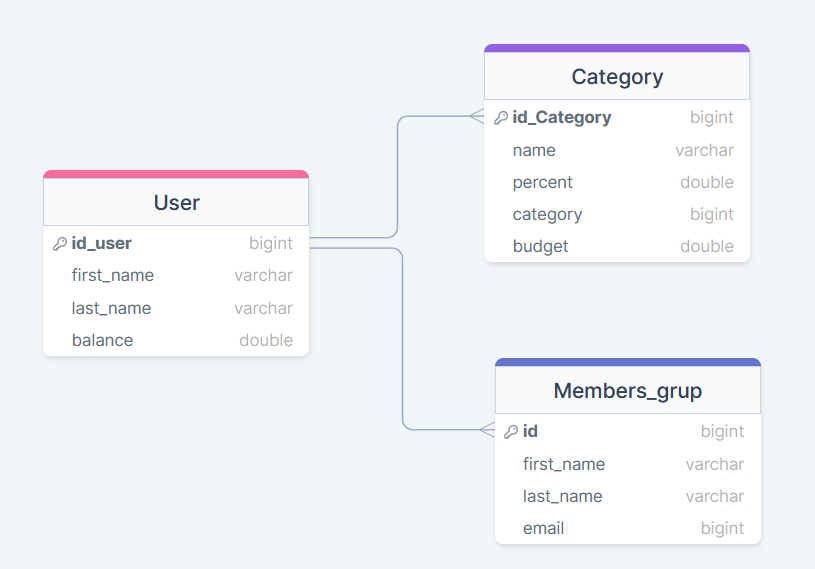 User
id_user bigint
first_name varchar
last_name varchar
balance double
Category
id_Category bigint
name varchar
percent double
category bigint
budget double
Members_grup
id bigint
first_name varchar
last_name varchar
email bigint